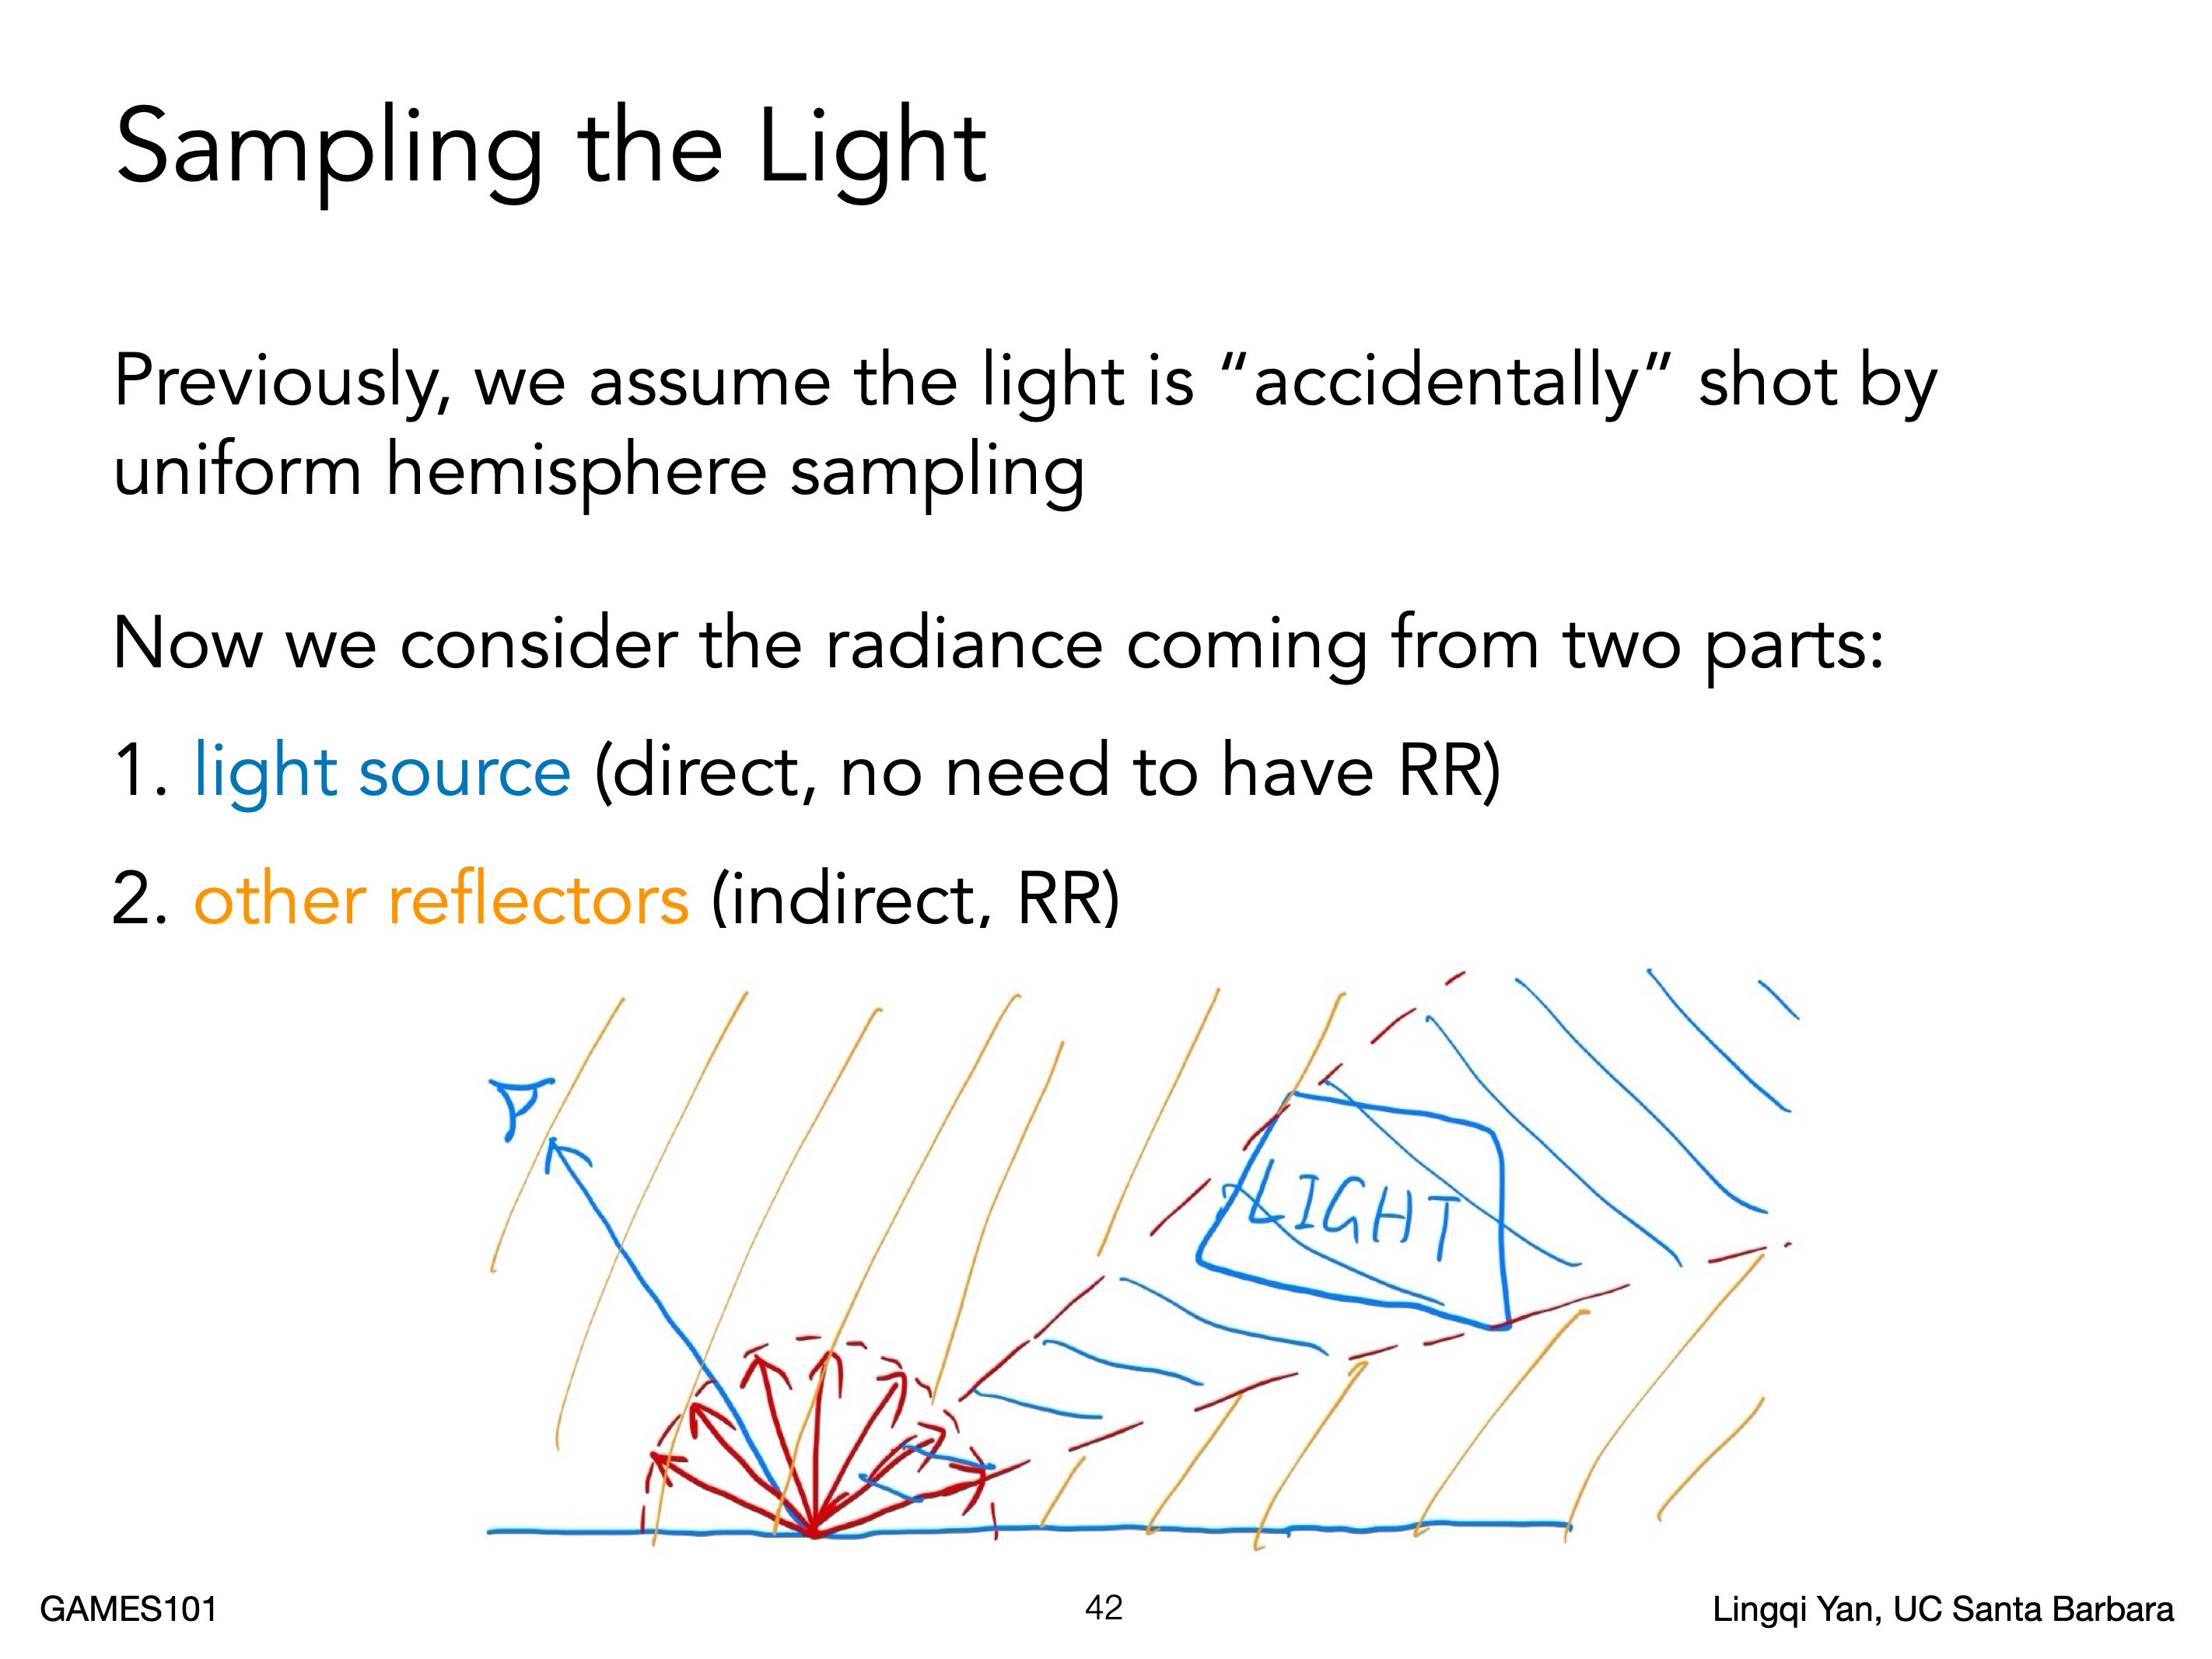 Sampling the Light
Previously, we assume the light is “accidentally“ shot by
uniform hemisphere sampling
Now we consider the radiance coming from two parts:
1. light source (direct, no need to have RR)
2. other reflectors (indirect, RR)
LIGHT
GAMES101
42
Lingqi Yan, UC Santa Barbara